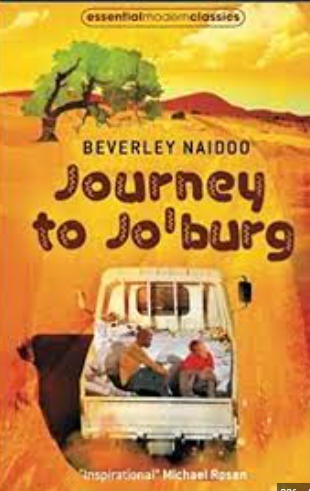 essentialmodernclassics
BEVERLEY NAIDOO
Journey
to Jo'burg
"Inspirational" Michael Rosen